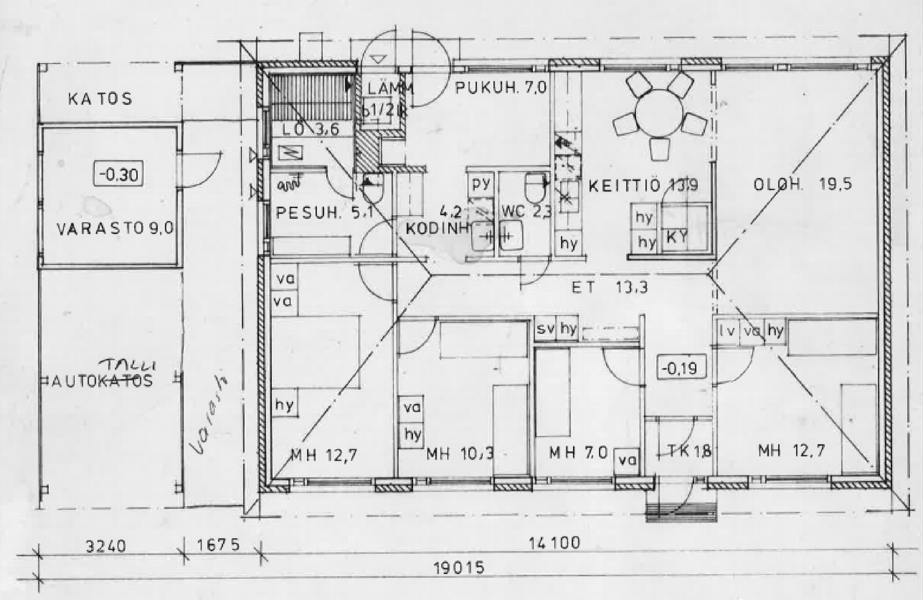 KATOS
-0.30
VARASTO 9,0
TALLI
AUTOKATOS
Varasto
LÖ 3,6
LÄMM
PUKUH. 7,0
PESUH. 5,1
4,2
KODINH
py
WC 2,3
hy
KEITTIÖ 13,9
hy
hy
KY
OLOH. 19,5
ET 13,3
va
va
hy
MH 12,7
va
hy
MH 10,3
sv hy
MH 7.0
va
-0,19
TK 1,8
lv va hy
MH 12,7
3240
1675
14100
19015